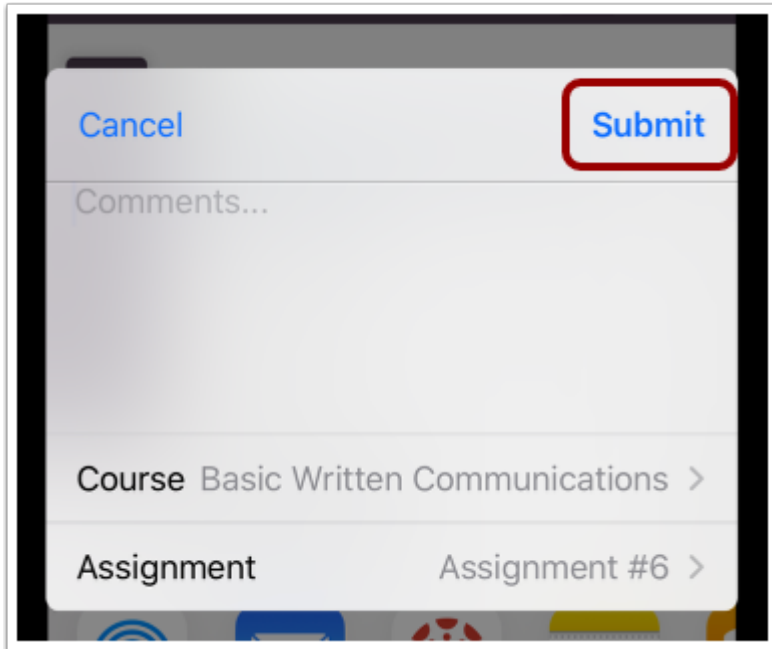 Cancel Submit
Comments...
Course Basic Written Communications
Assignment Assignment #6